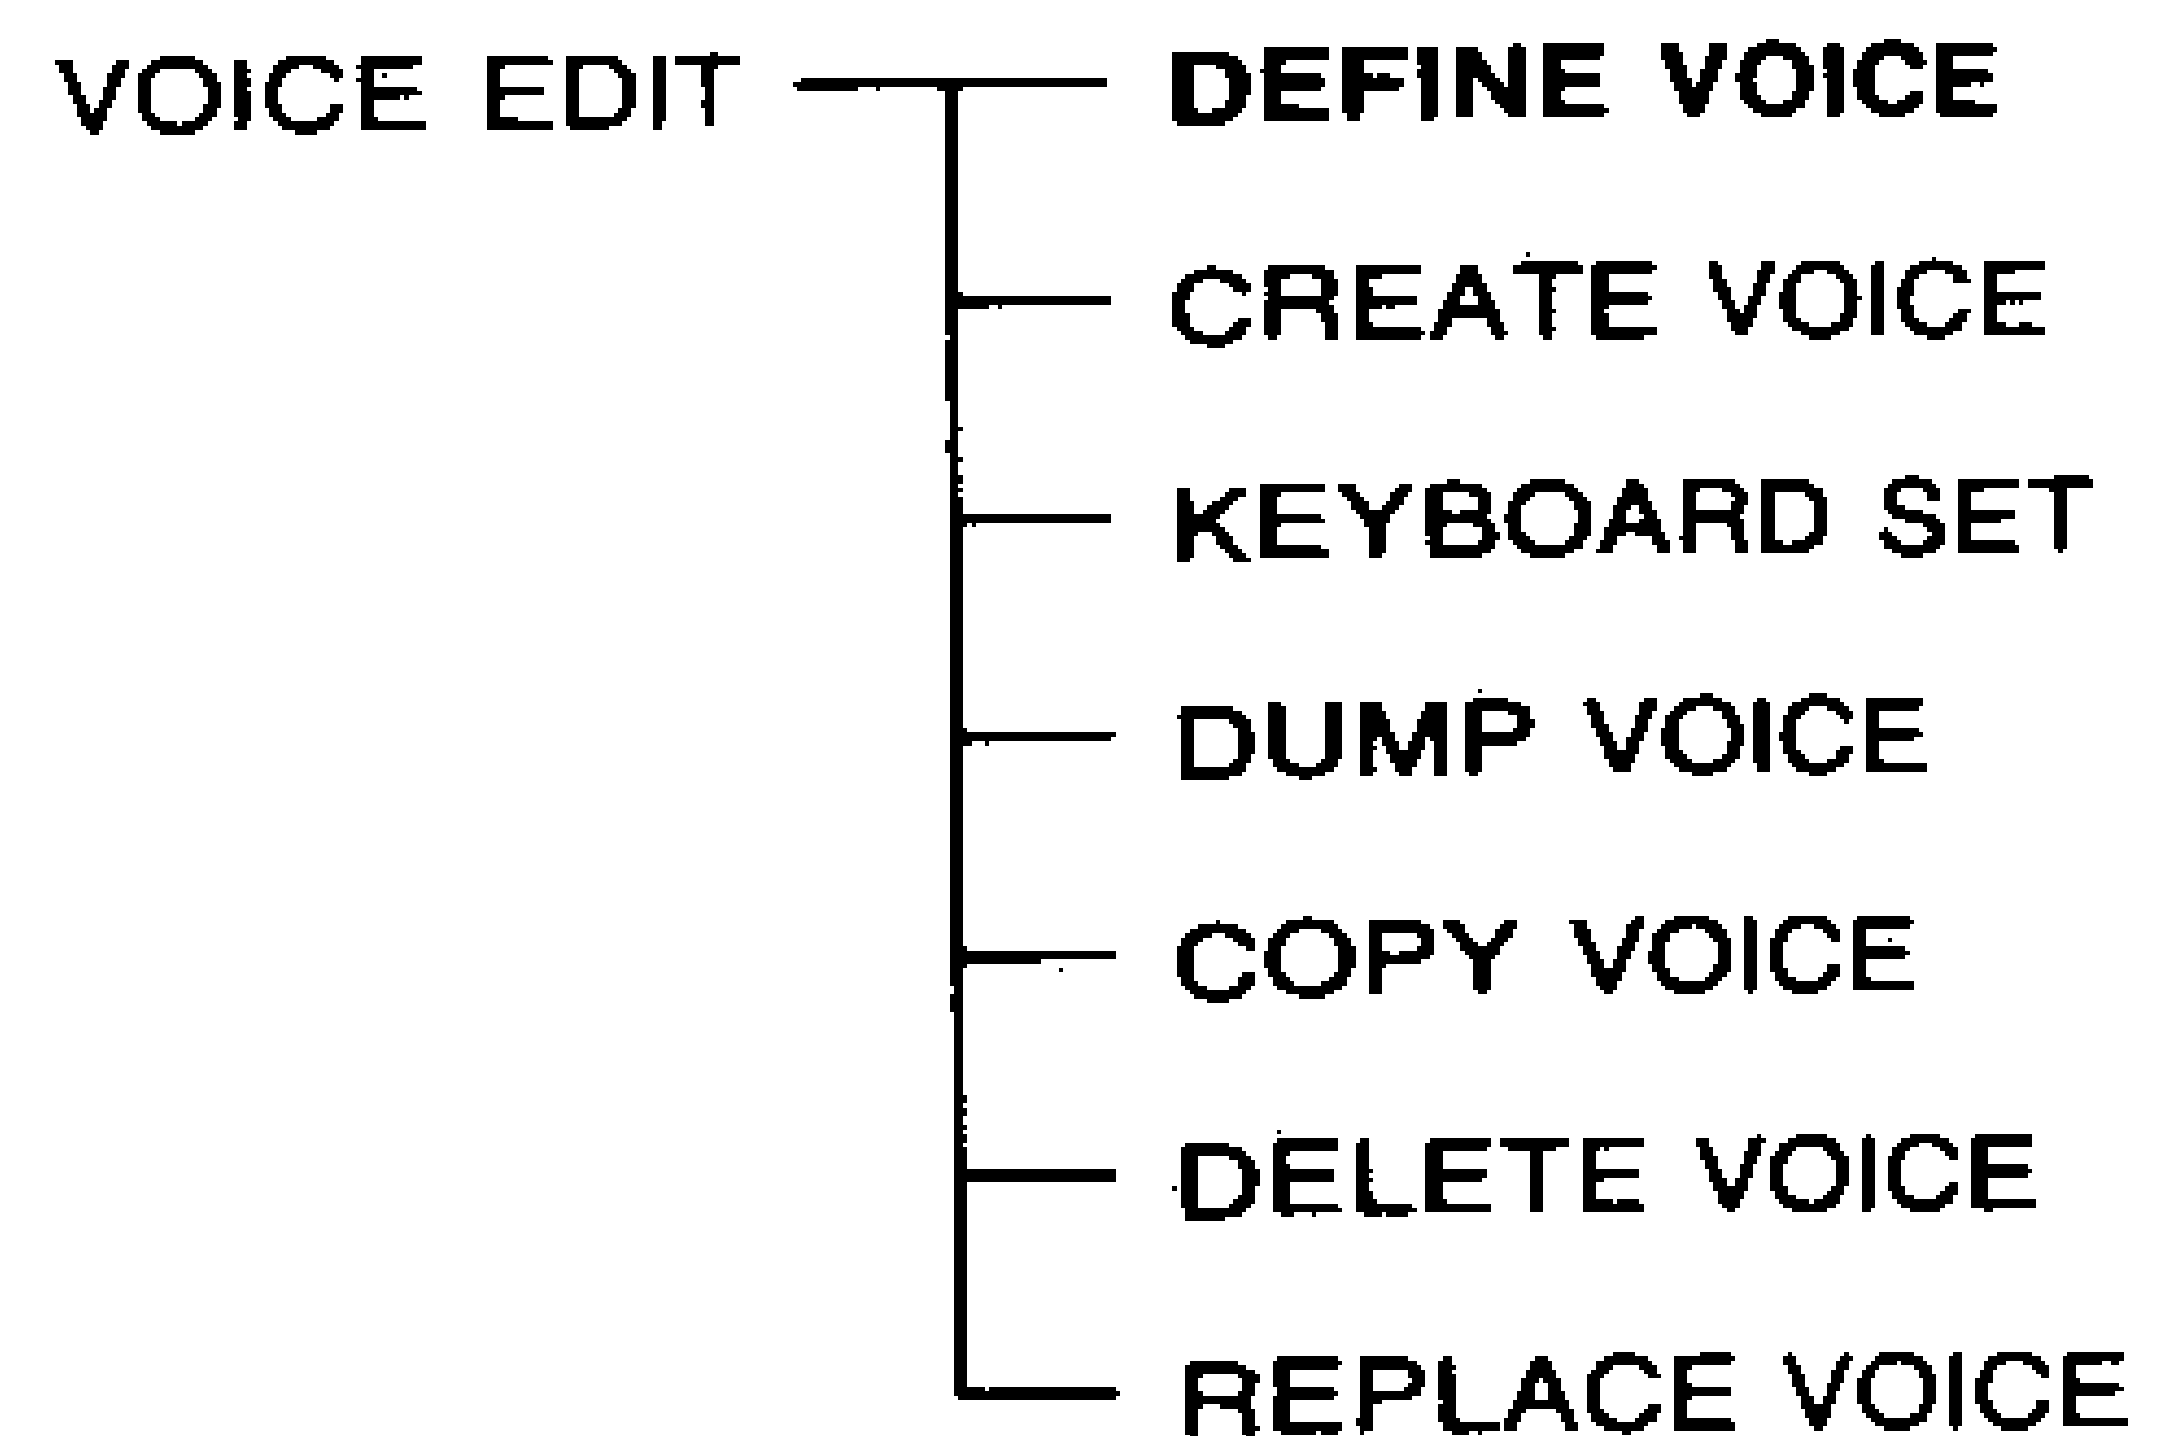 VOICE EDIT DEFINE VOICE
CREATE VOICE
KEYBOARD SET
DUMP VOICE
COPY VOICE
DELETE VOICE
REPLACE VOICE